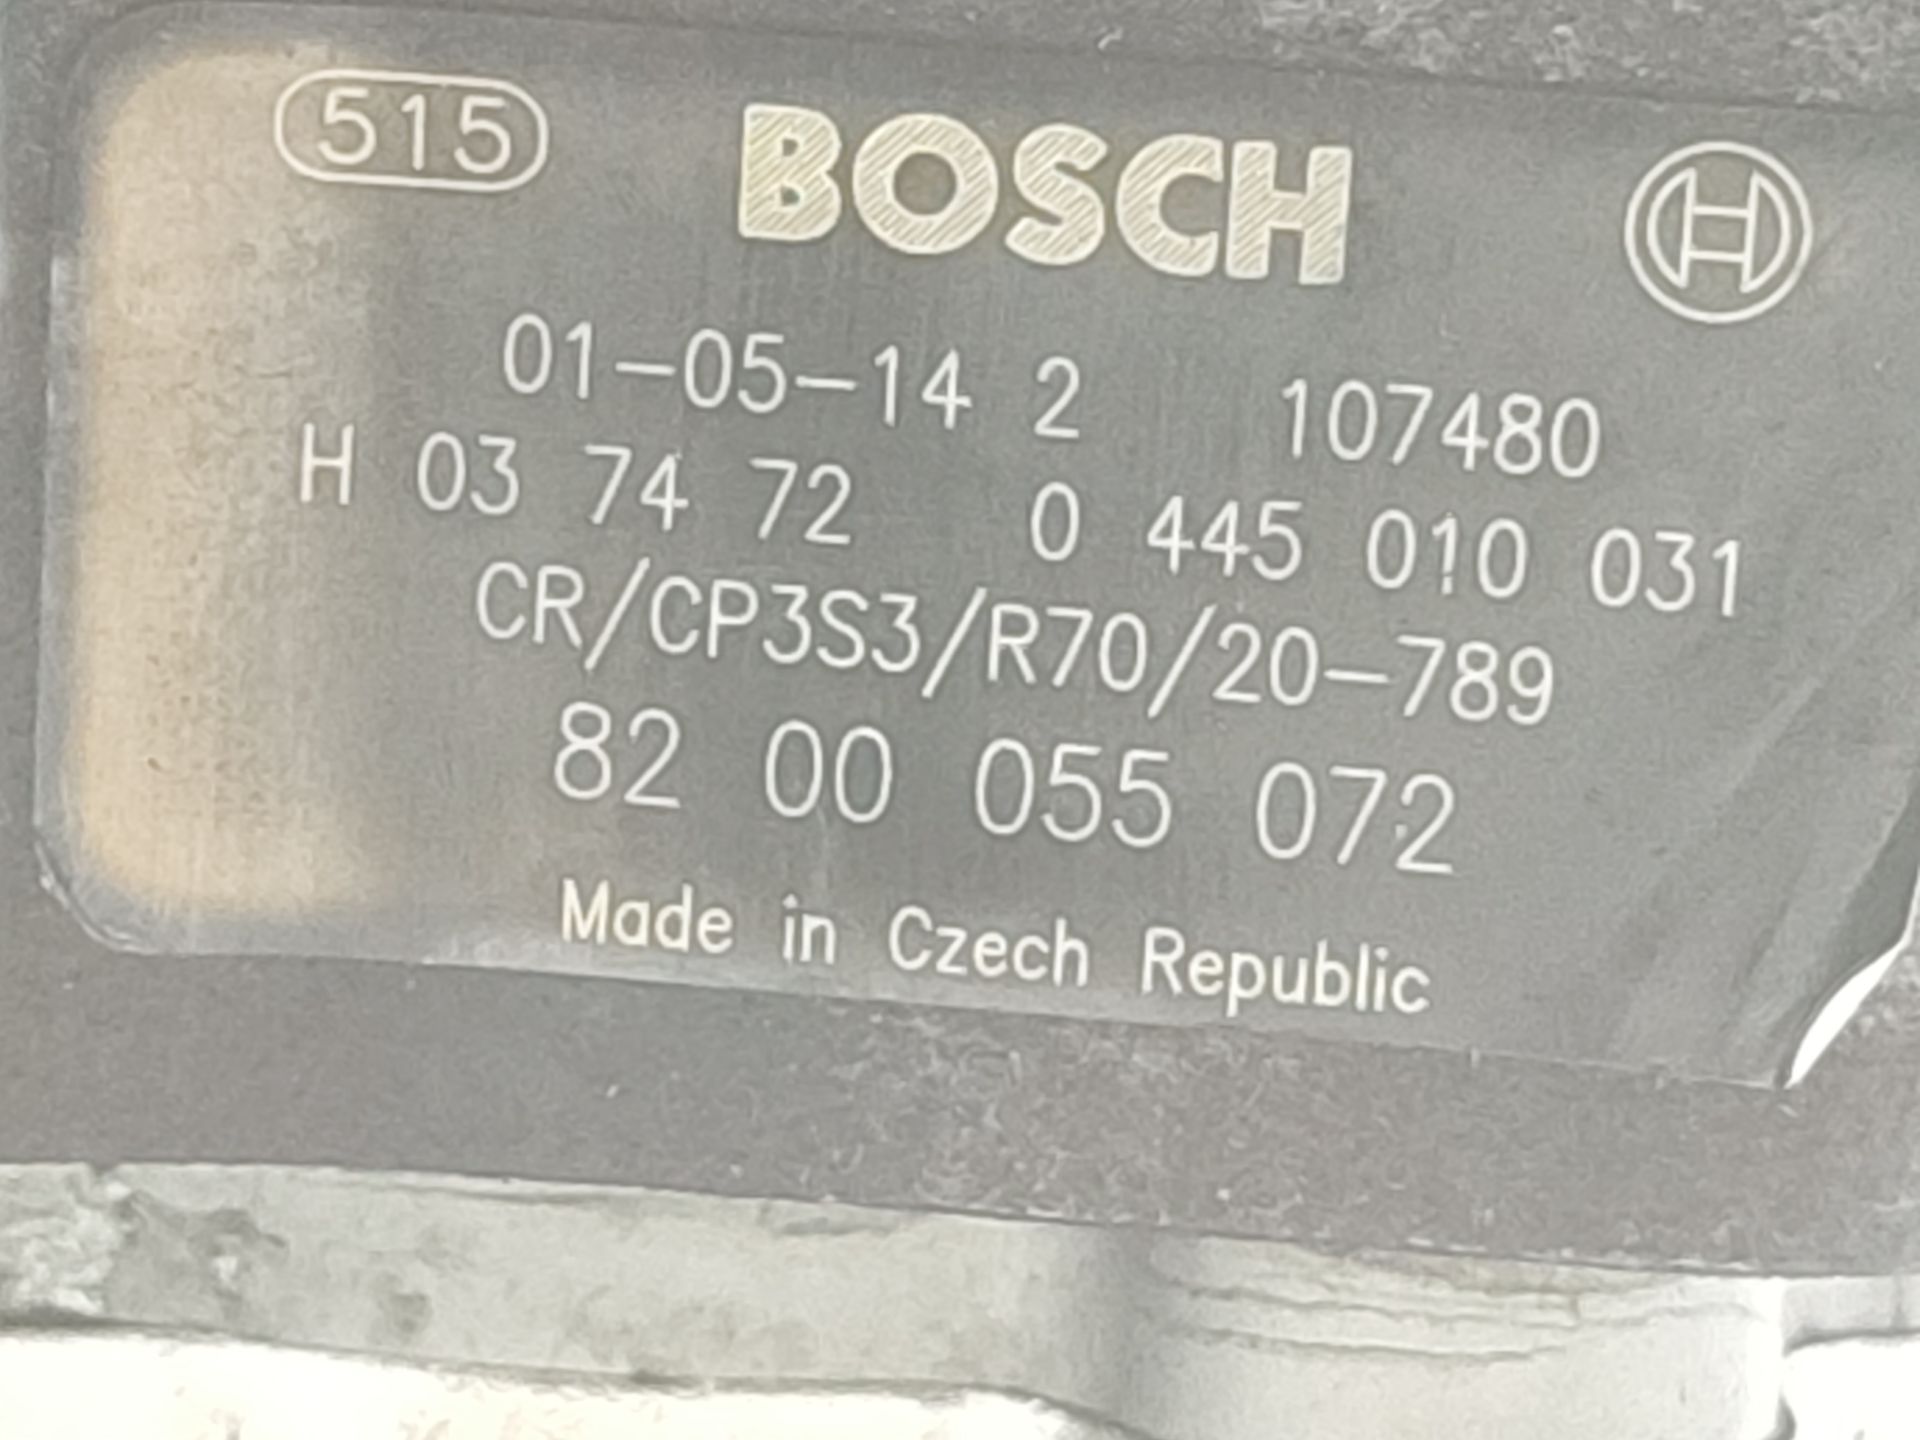 515 BOSCH
01-05-14 2 107480
H 03 74 72 0 445 010 031
CR/CP3S3/R70/20-789
82 00 055 072
Made in Czech Republic